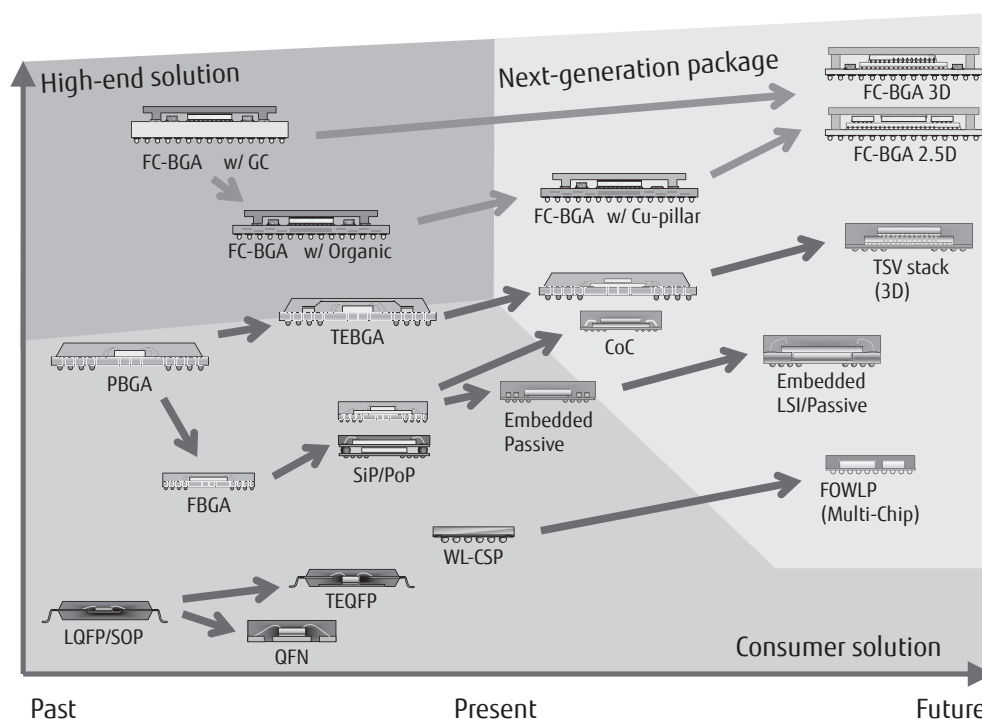 High-end solution
Next-generation package
FC-BGA 3D
FC-BGA w/ GC
FC-BGA 2.5D
FC-BGA w/ Cu-pillar
FC-BGA w/ Organic
TSV stack
(3D)
TEBGA
CoC
PBGA
Embedded
LSI/Passive
Embedded
Passive
SiP/PoP
FBGA
FOWLP
(Multi-Chip)
WL-CSP
TEQFP
LQFP/SOP
QFN
Consumer solution
Past
Present
Future